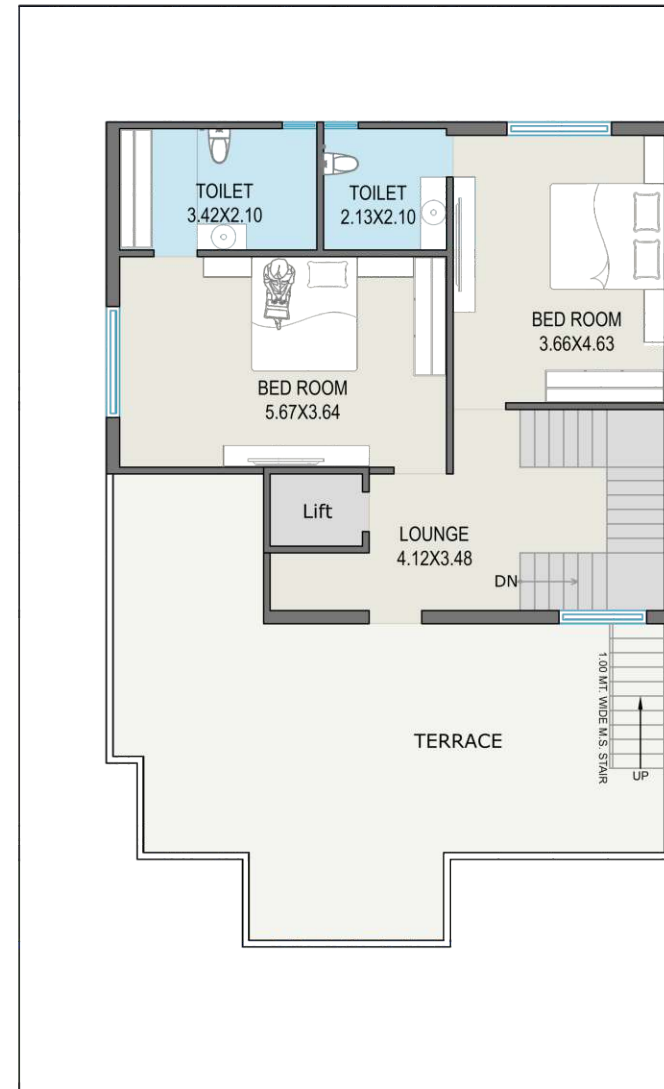 TOILET
3.42X2.10
TOILET
2.13X2.10
BED ROOM
3.66X4.63
BED ROOM
5.67X3.64
Lift
LOUNGE
4.12X3.48
DN
1.00 MT. WIDE M.S. STAIR
TERRACE
UP